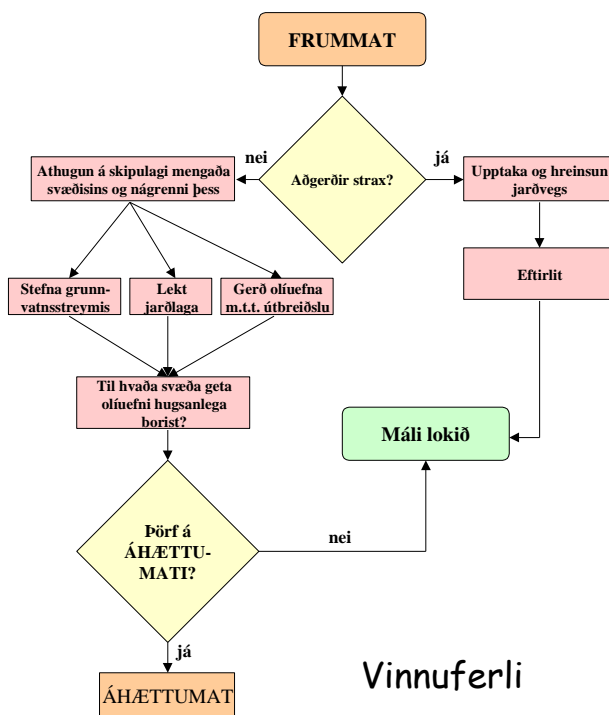 FRUMMAT
nei
já
Aðgerðir strax?
Athugun á skipulagi mengaða
svæðisins og nágrenni þess
Upptaka og hreinsun
jarðvegs
Eftirlit
Stefna grunn-
vatnsstreymis
Lekt
jarðlaga
Gerð olíuefna
m.t.t. útbreiðslu
Til hvaða svæða geta
olíuefni hugsanlega
borist?
Máli lokið
Þörf á
ÁHÆTTU-
MATI?
nei
já
ÁHÆTTUMAT
Vinnuferli